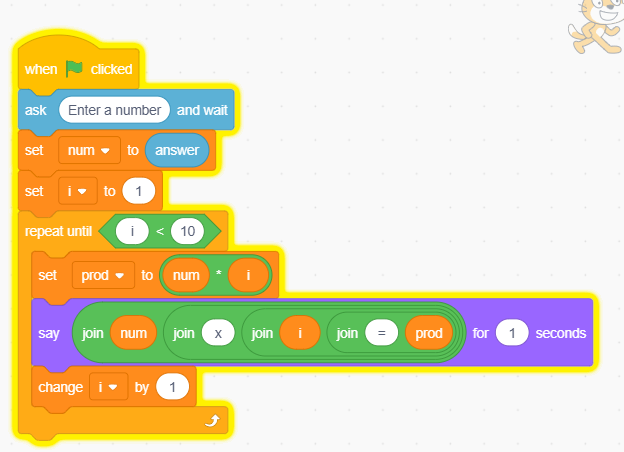 when clicked
ask Enter a number and wait
set num to answer
set i to 1
repeat until i < 10
set prod to num * i
say join num join x join i join = prod for 1 seconds
change i by 1